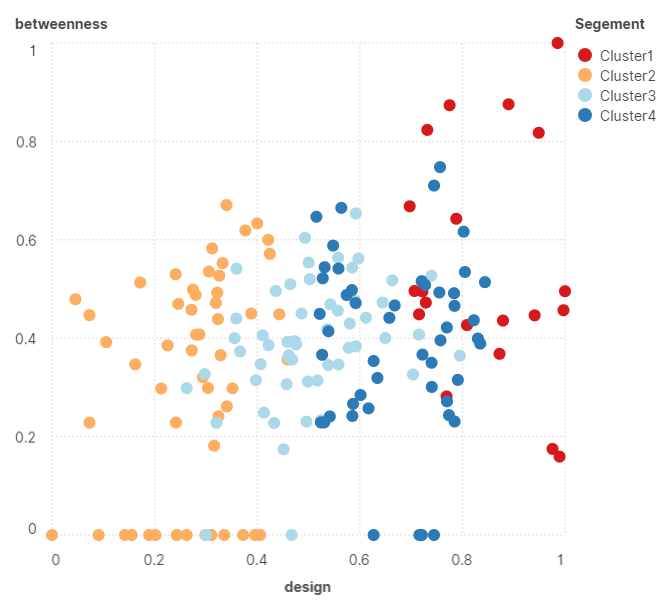 betweenness
Segement
Cluster1
Cluster2
Cluster3
Cluster4
1
0.8
0.6
0.4
0.2
0
0 0.2 0.4 0.6 0.8 1
design